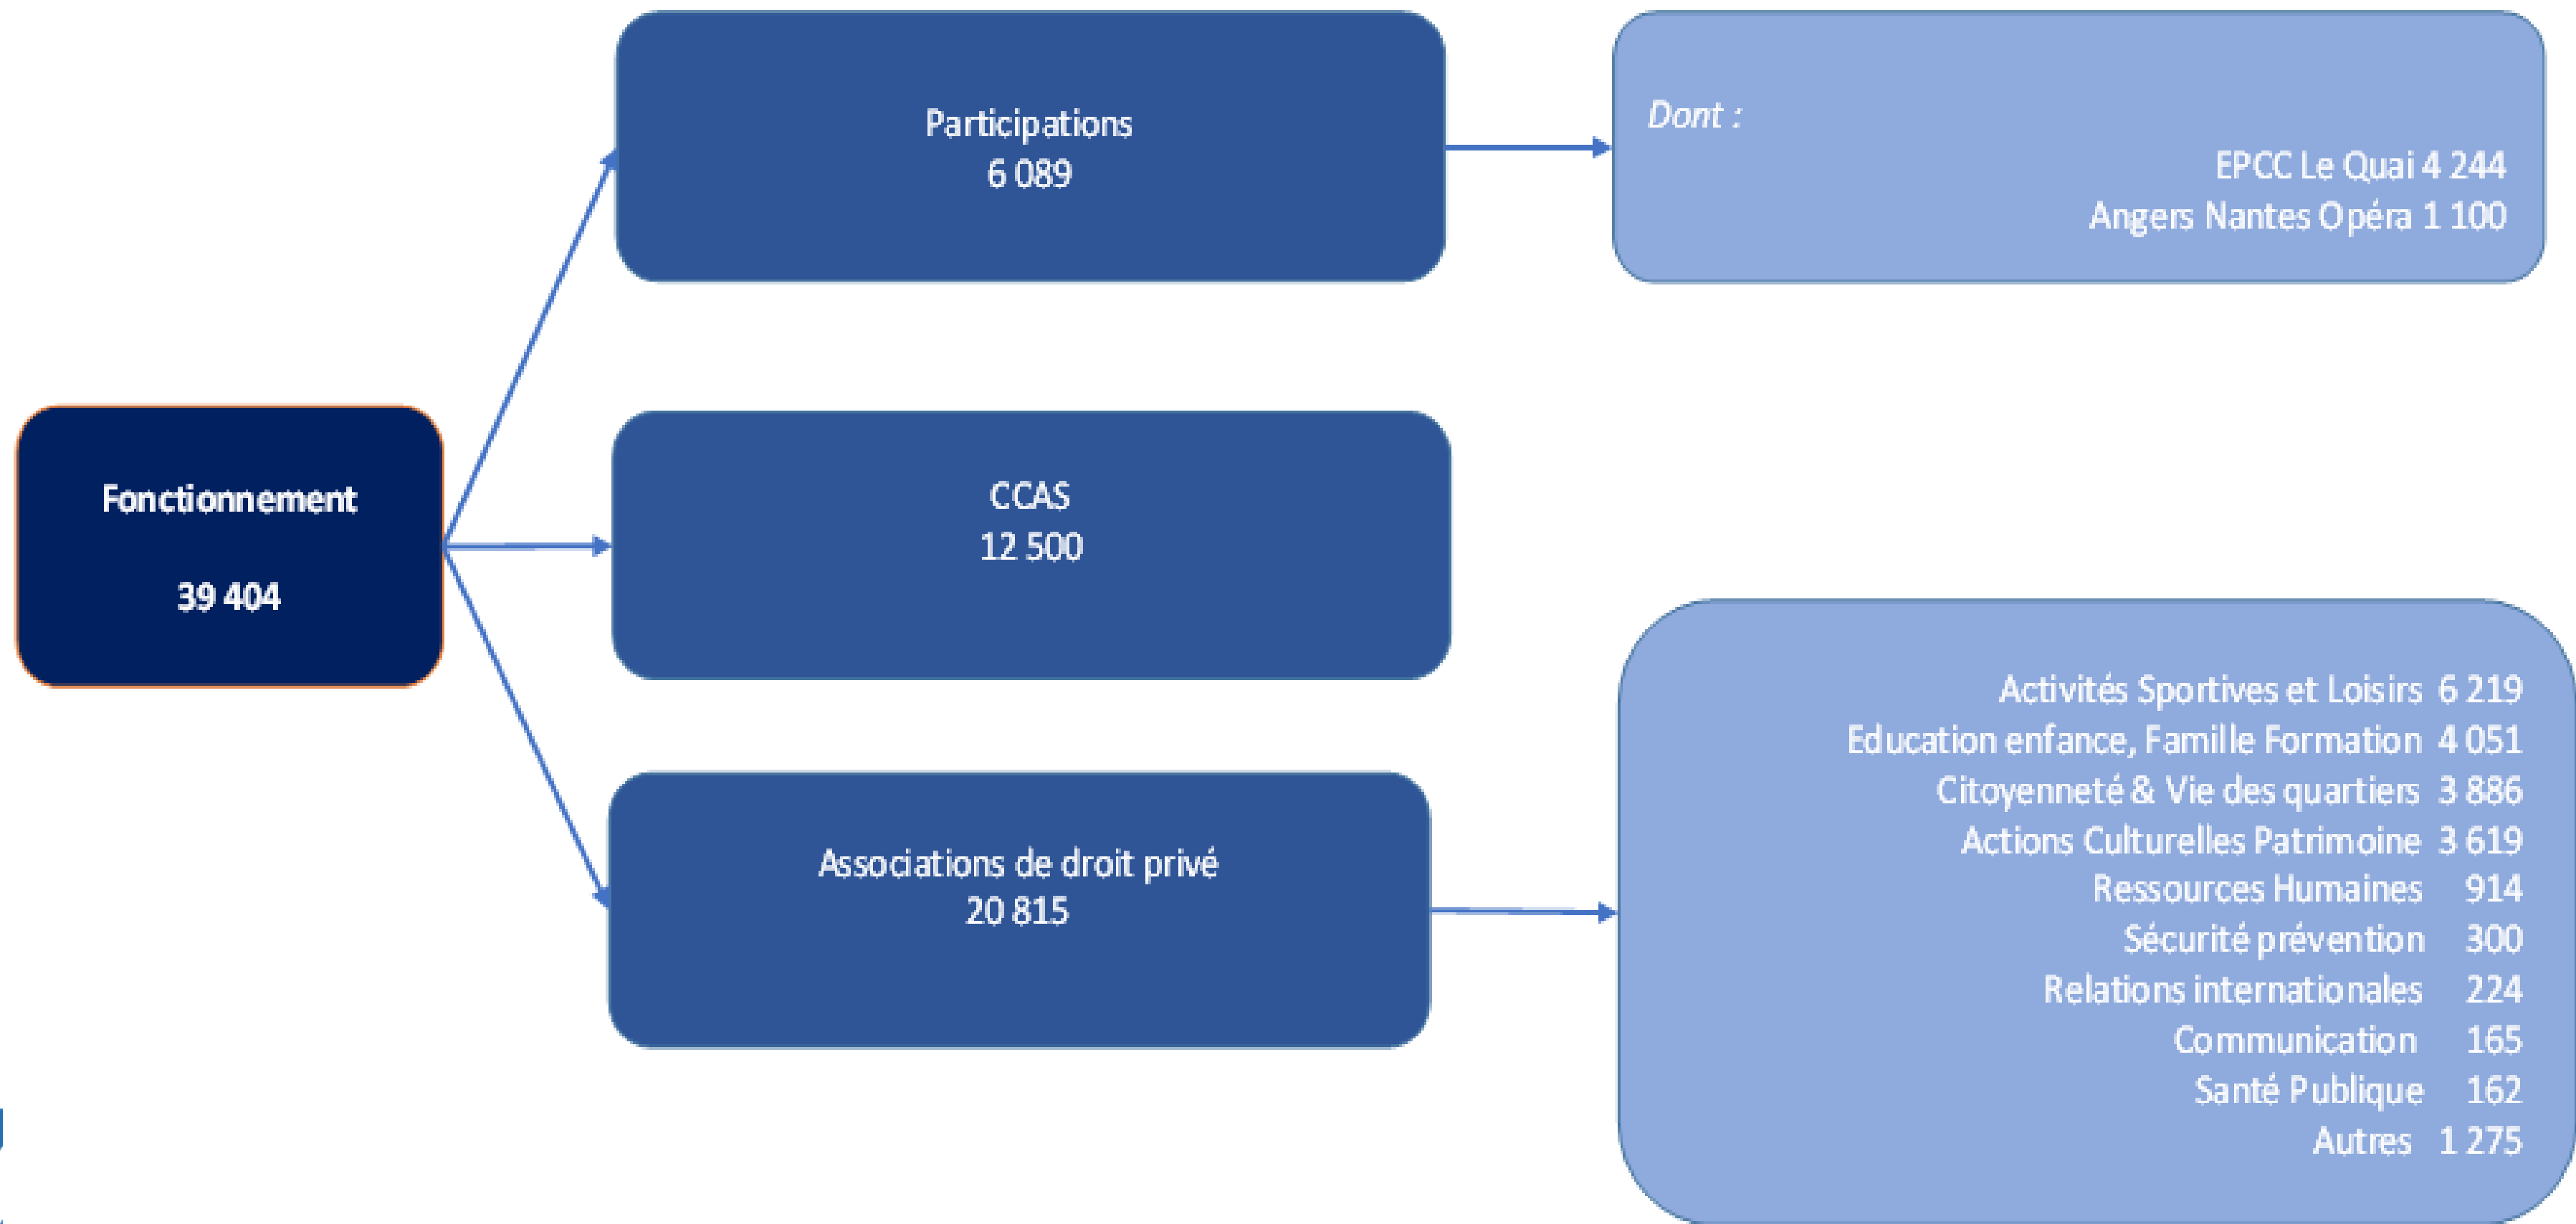 Participations
6 089
Dont :
EPCC Le Quai 4 244
Angers Nantes Opéra 1 100
Fonctionnement
39 404
CCAS
12 500
Associations de droit privé
20 815
Activités Sportives et Loisirs 6 219
Education enfance, Famille Formation 4 051
Citoyenneté & Vie des quartiers 3 886
Actions Culturelles Patrimoine 3 619
Ressources Humaines 914
Sécurité prévention 300
Relations internationales 224
Communication 165
Santé Publique 162
Autres 1 275